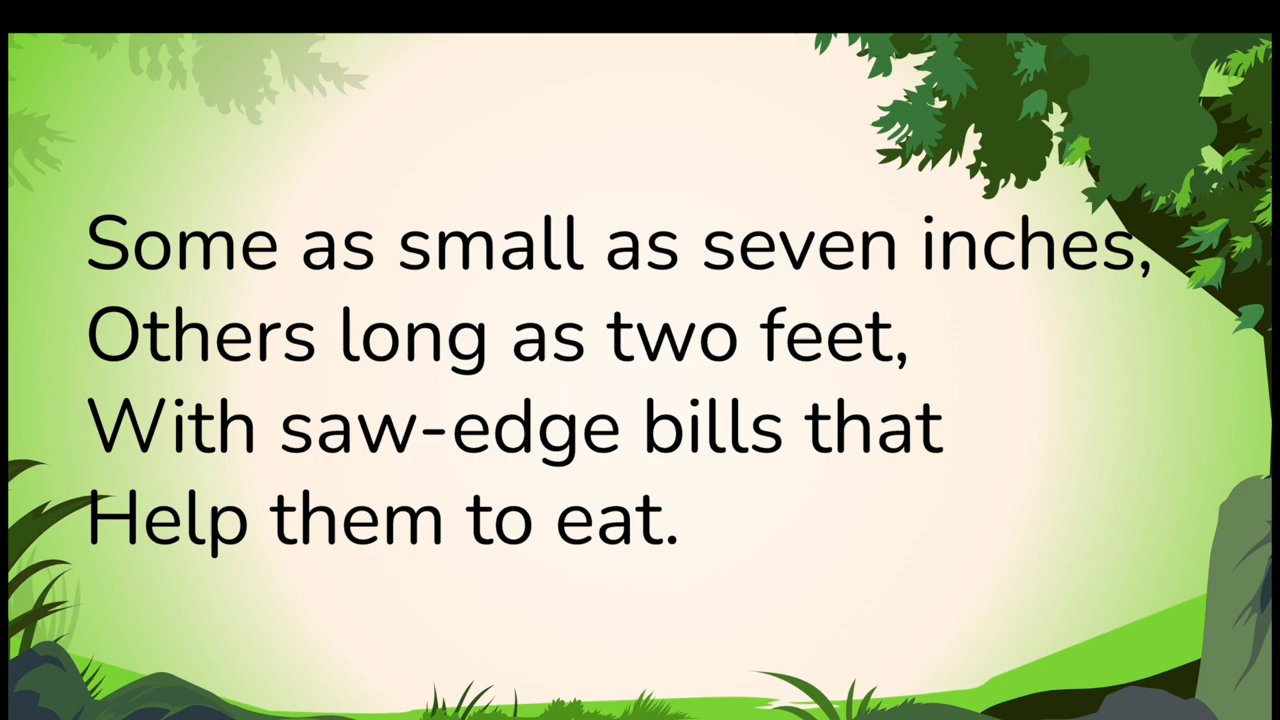 Some as small as seven inches,
Others long as two feet,
With saw-edge bills that
Help them to eat.